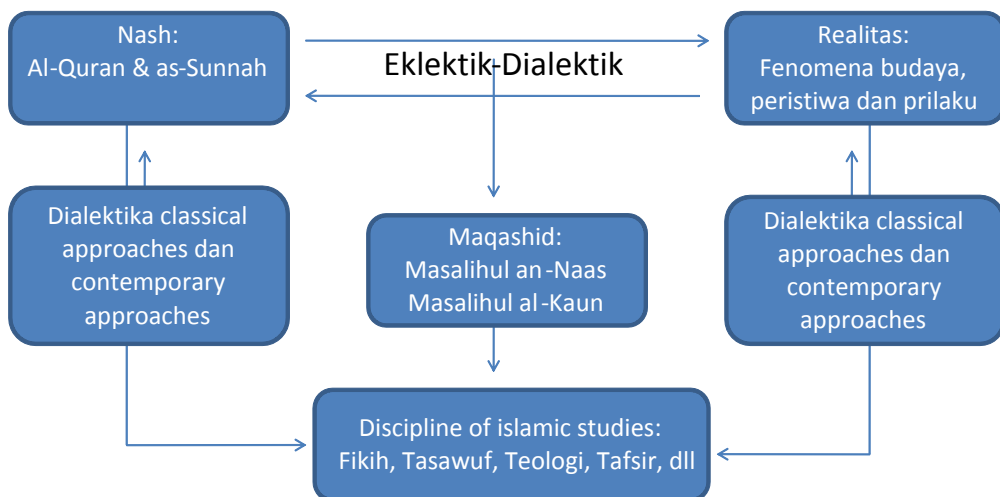 Nash:
Al-Quran & as-Sunnah
Eklektik-Dialektik
Realitas:
Fenomena budaya,
peristiwa dan prilaku
Dialektika classical
approaches dan
contemporary
approaches
Maqashid:
Masalihul an-Naas
Masalihul al-Kaun
Dialektika classical
approaches dan
contemporary
approaches
Discipline of islamic studies:
Fikih, Tasawuf, Teologi, Tafsir, dll